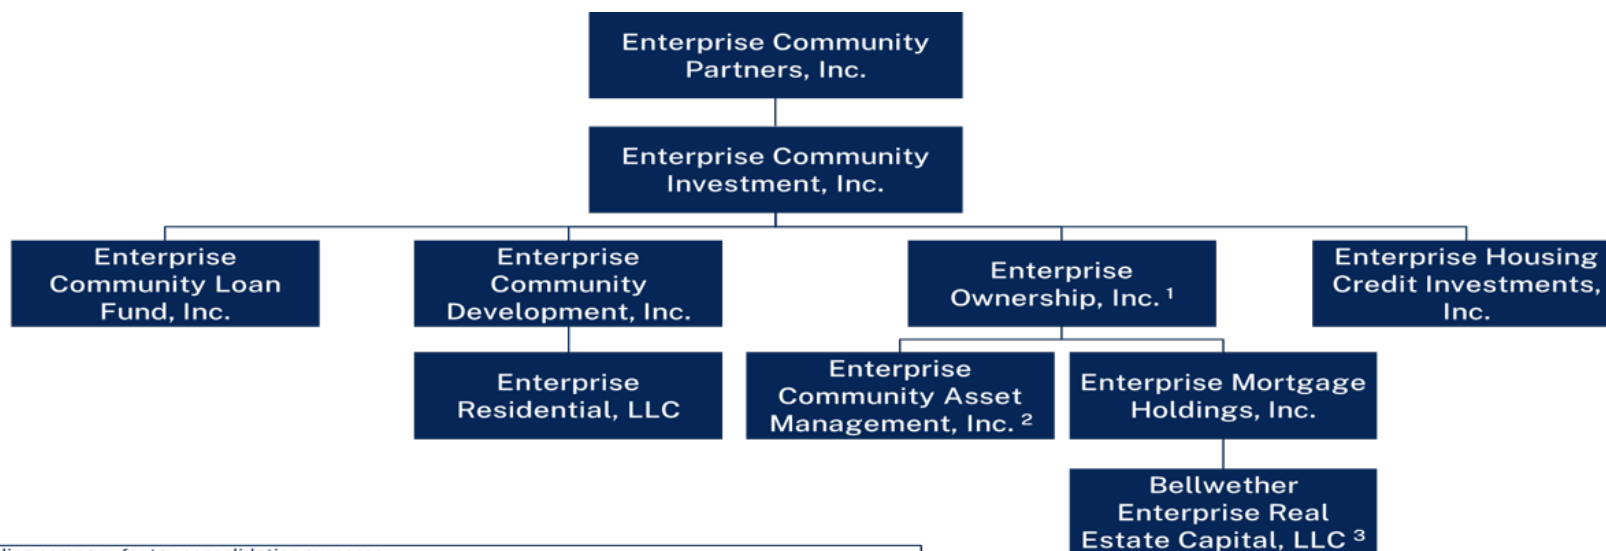 Enterprise Community
Partners, Inc.
Enterprise Community
Investment, Inc.
Enterprise
Community Loan
Fund, Inc.
Enterprise
Community
Development, Inc.
Enterprise
Ownership, Inc. 1
Enterprise Housing
Credit Investments,
Inc.
Enterprise
Residential, LLC
Enterprise
Community Asset
Management, Inc. 2
Enterprise Mortgage
Holdings, Inc.
Bellwether
Enterprise Real
Estate Capital, LLC 3